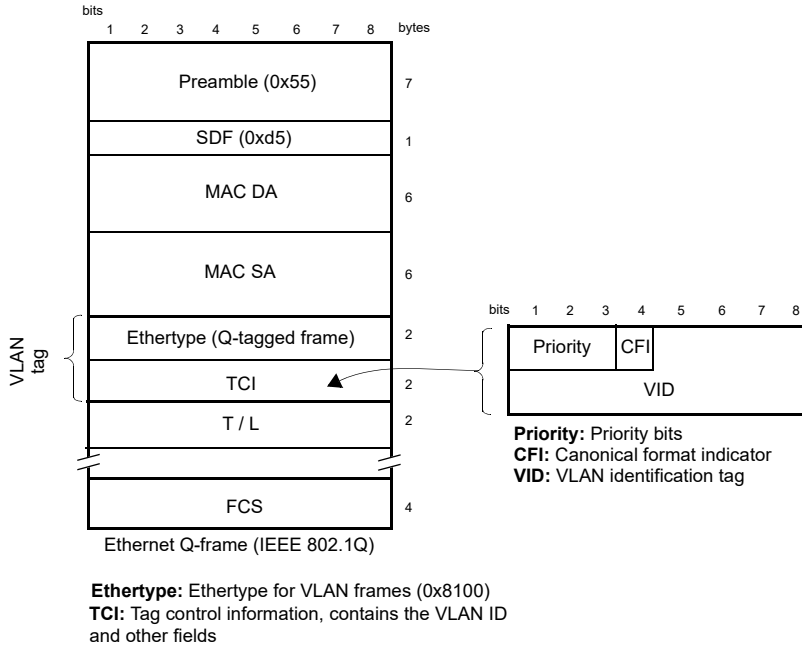 bits
1 2 3 4 5 6 7 8 bytes
Preamble (0x55) 7
SDF (0xd5) 1
MAC DA 6
MAC SA 6
VLAN
tag
Ethertype (Q-tagged frame) 2
TCI 2
T / L 2
FCS 4
Ethernet Q-frame (IEEE 802.1Q)
bits 1 2 3 4 5 6 7 8
Priority CFI
VID
Priority: Priority bits
CFI: Canonical format indicator
VID: VLAN identification tag
Ethertype: Ethertype for VLAN frames (0x8100)
TCI: Tag control information, contains the VLAN ID
and other fields